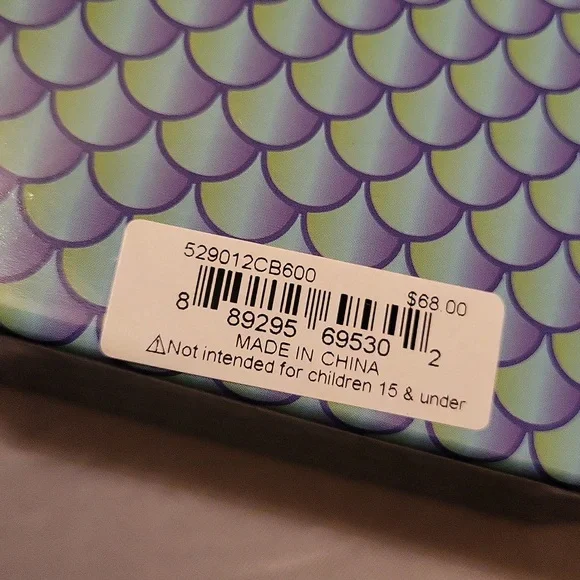 529012CB600
$68.00
8 89295 69530 2
MADE IN CHINA
⚠Not intended for children 15 & under